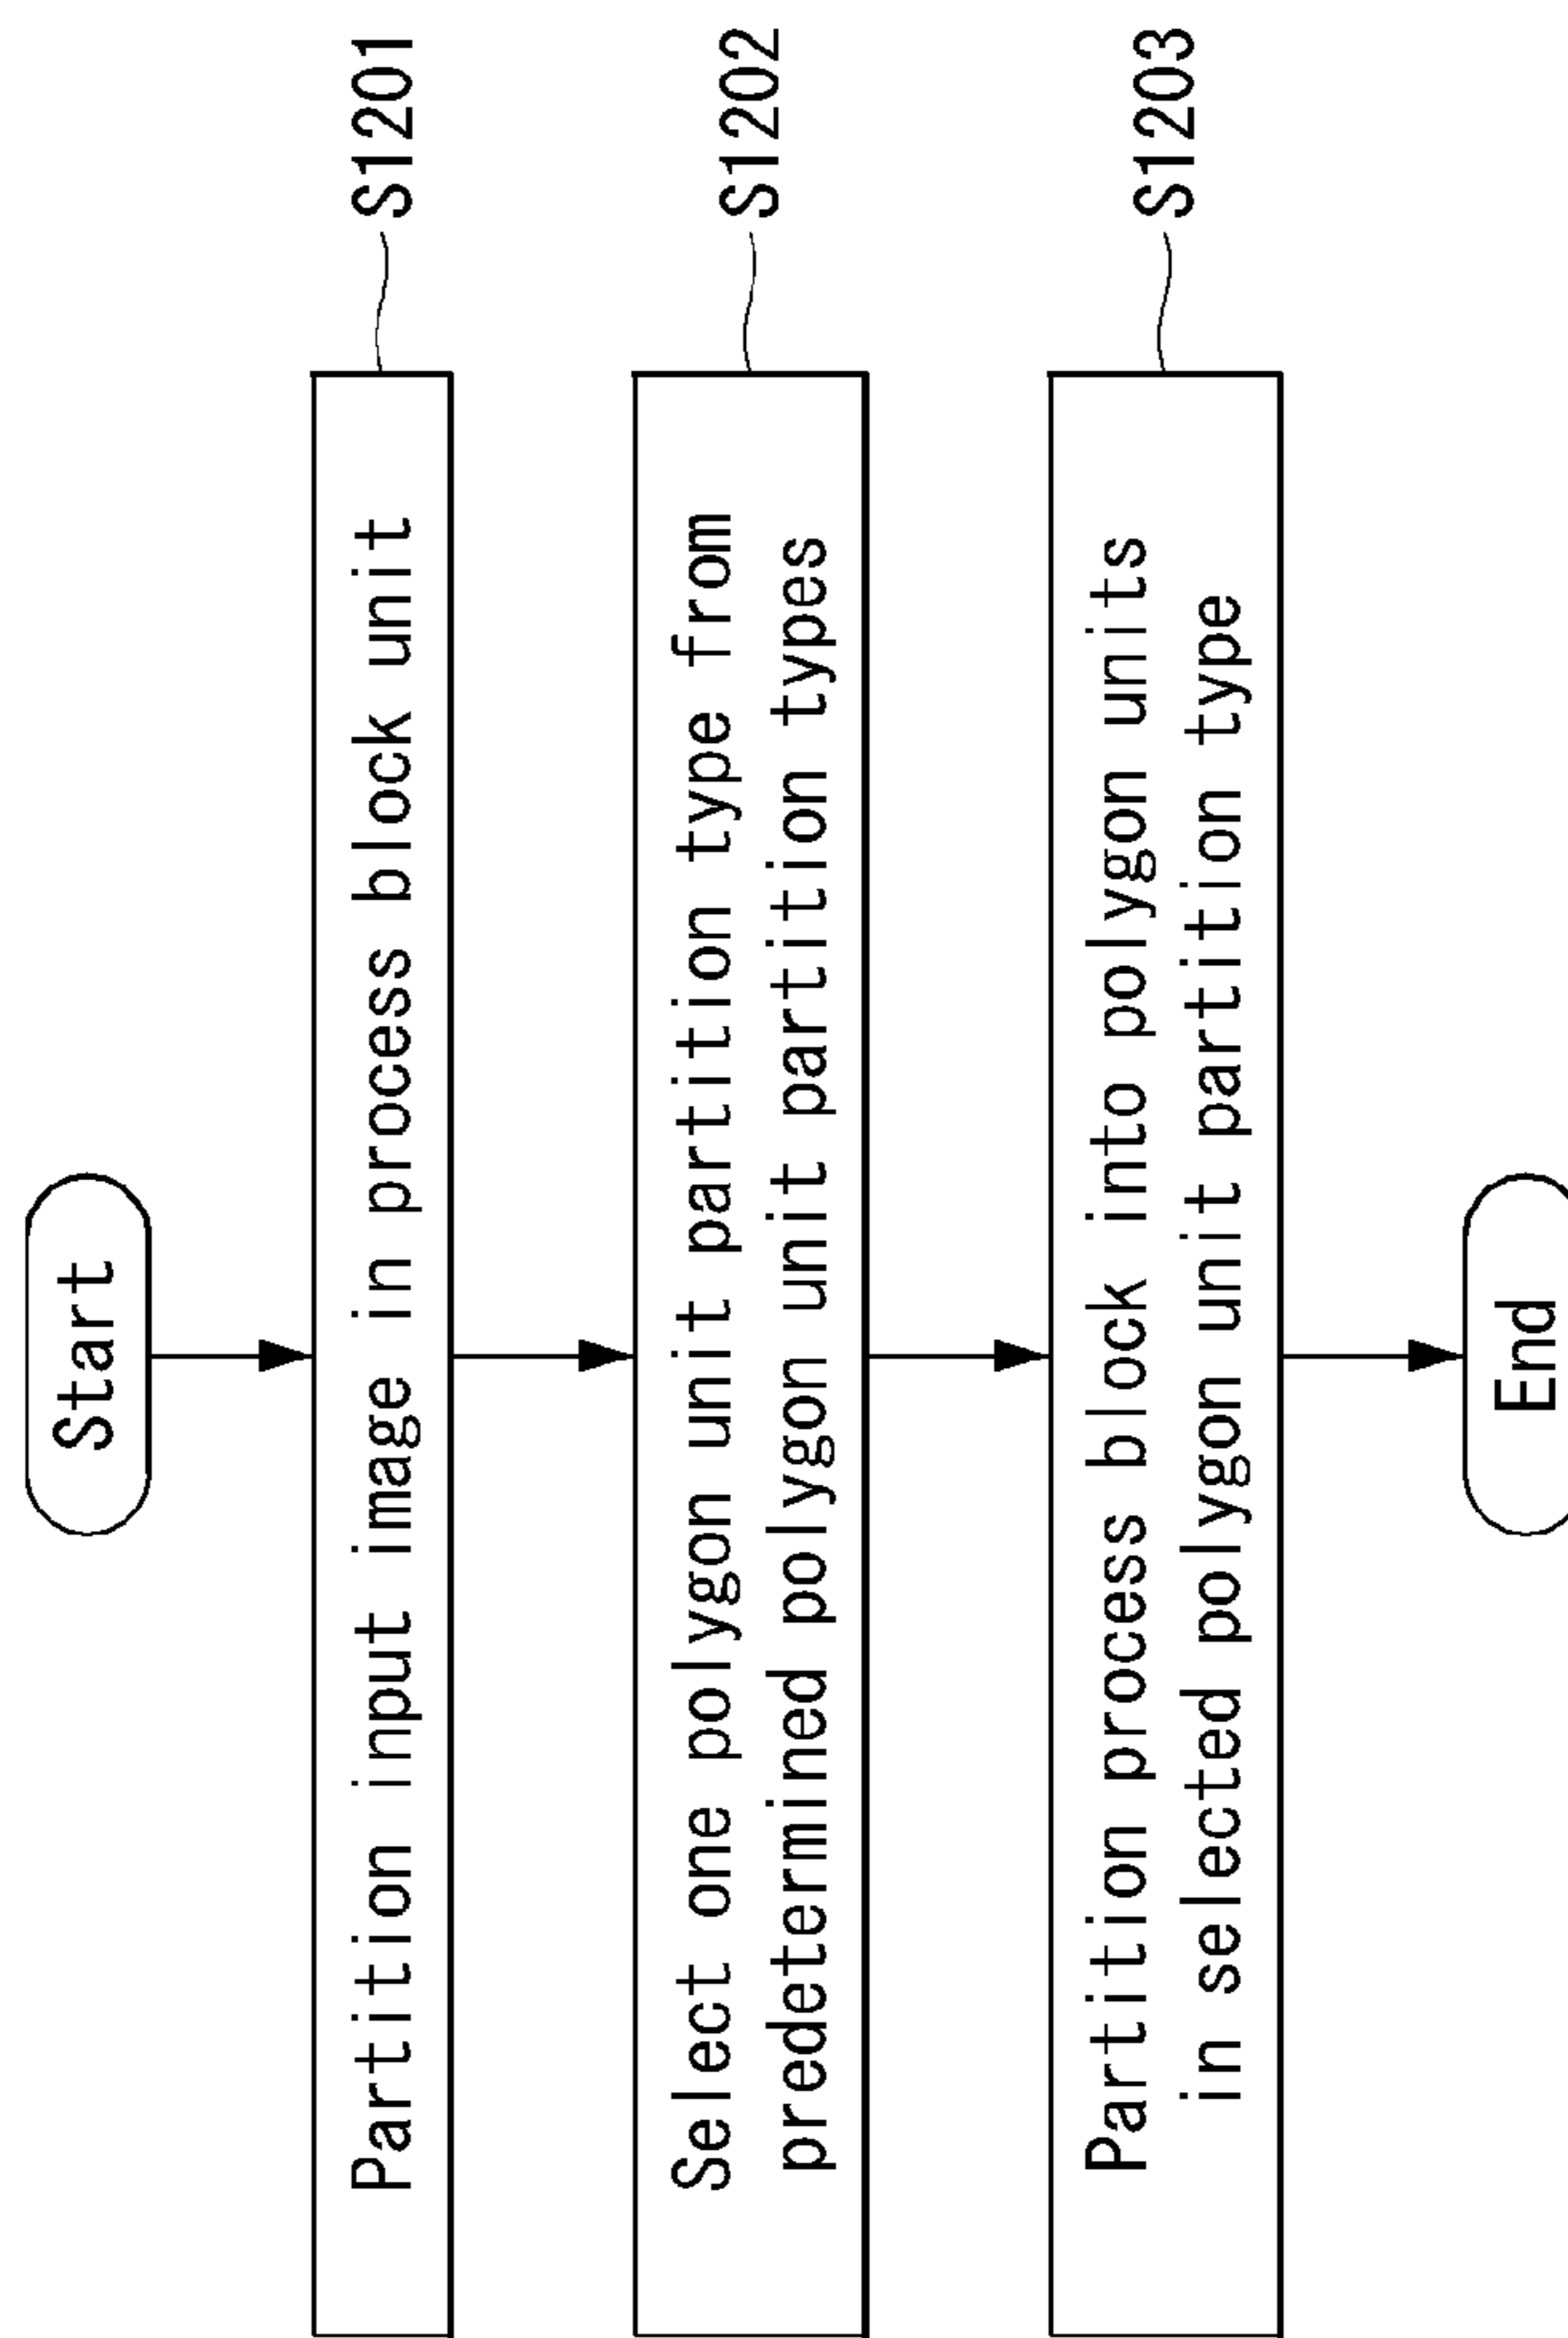 Start
Partition input image in process block unit
S1201
Select one polygon unit partition type from
predetermined polygon unit partition types
S1202
Partition process block into polygon units
in selected polygon unit partition type
S1203
End